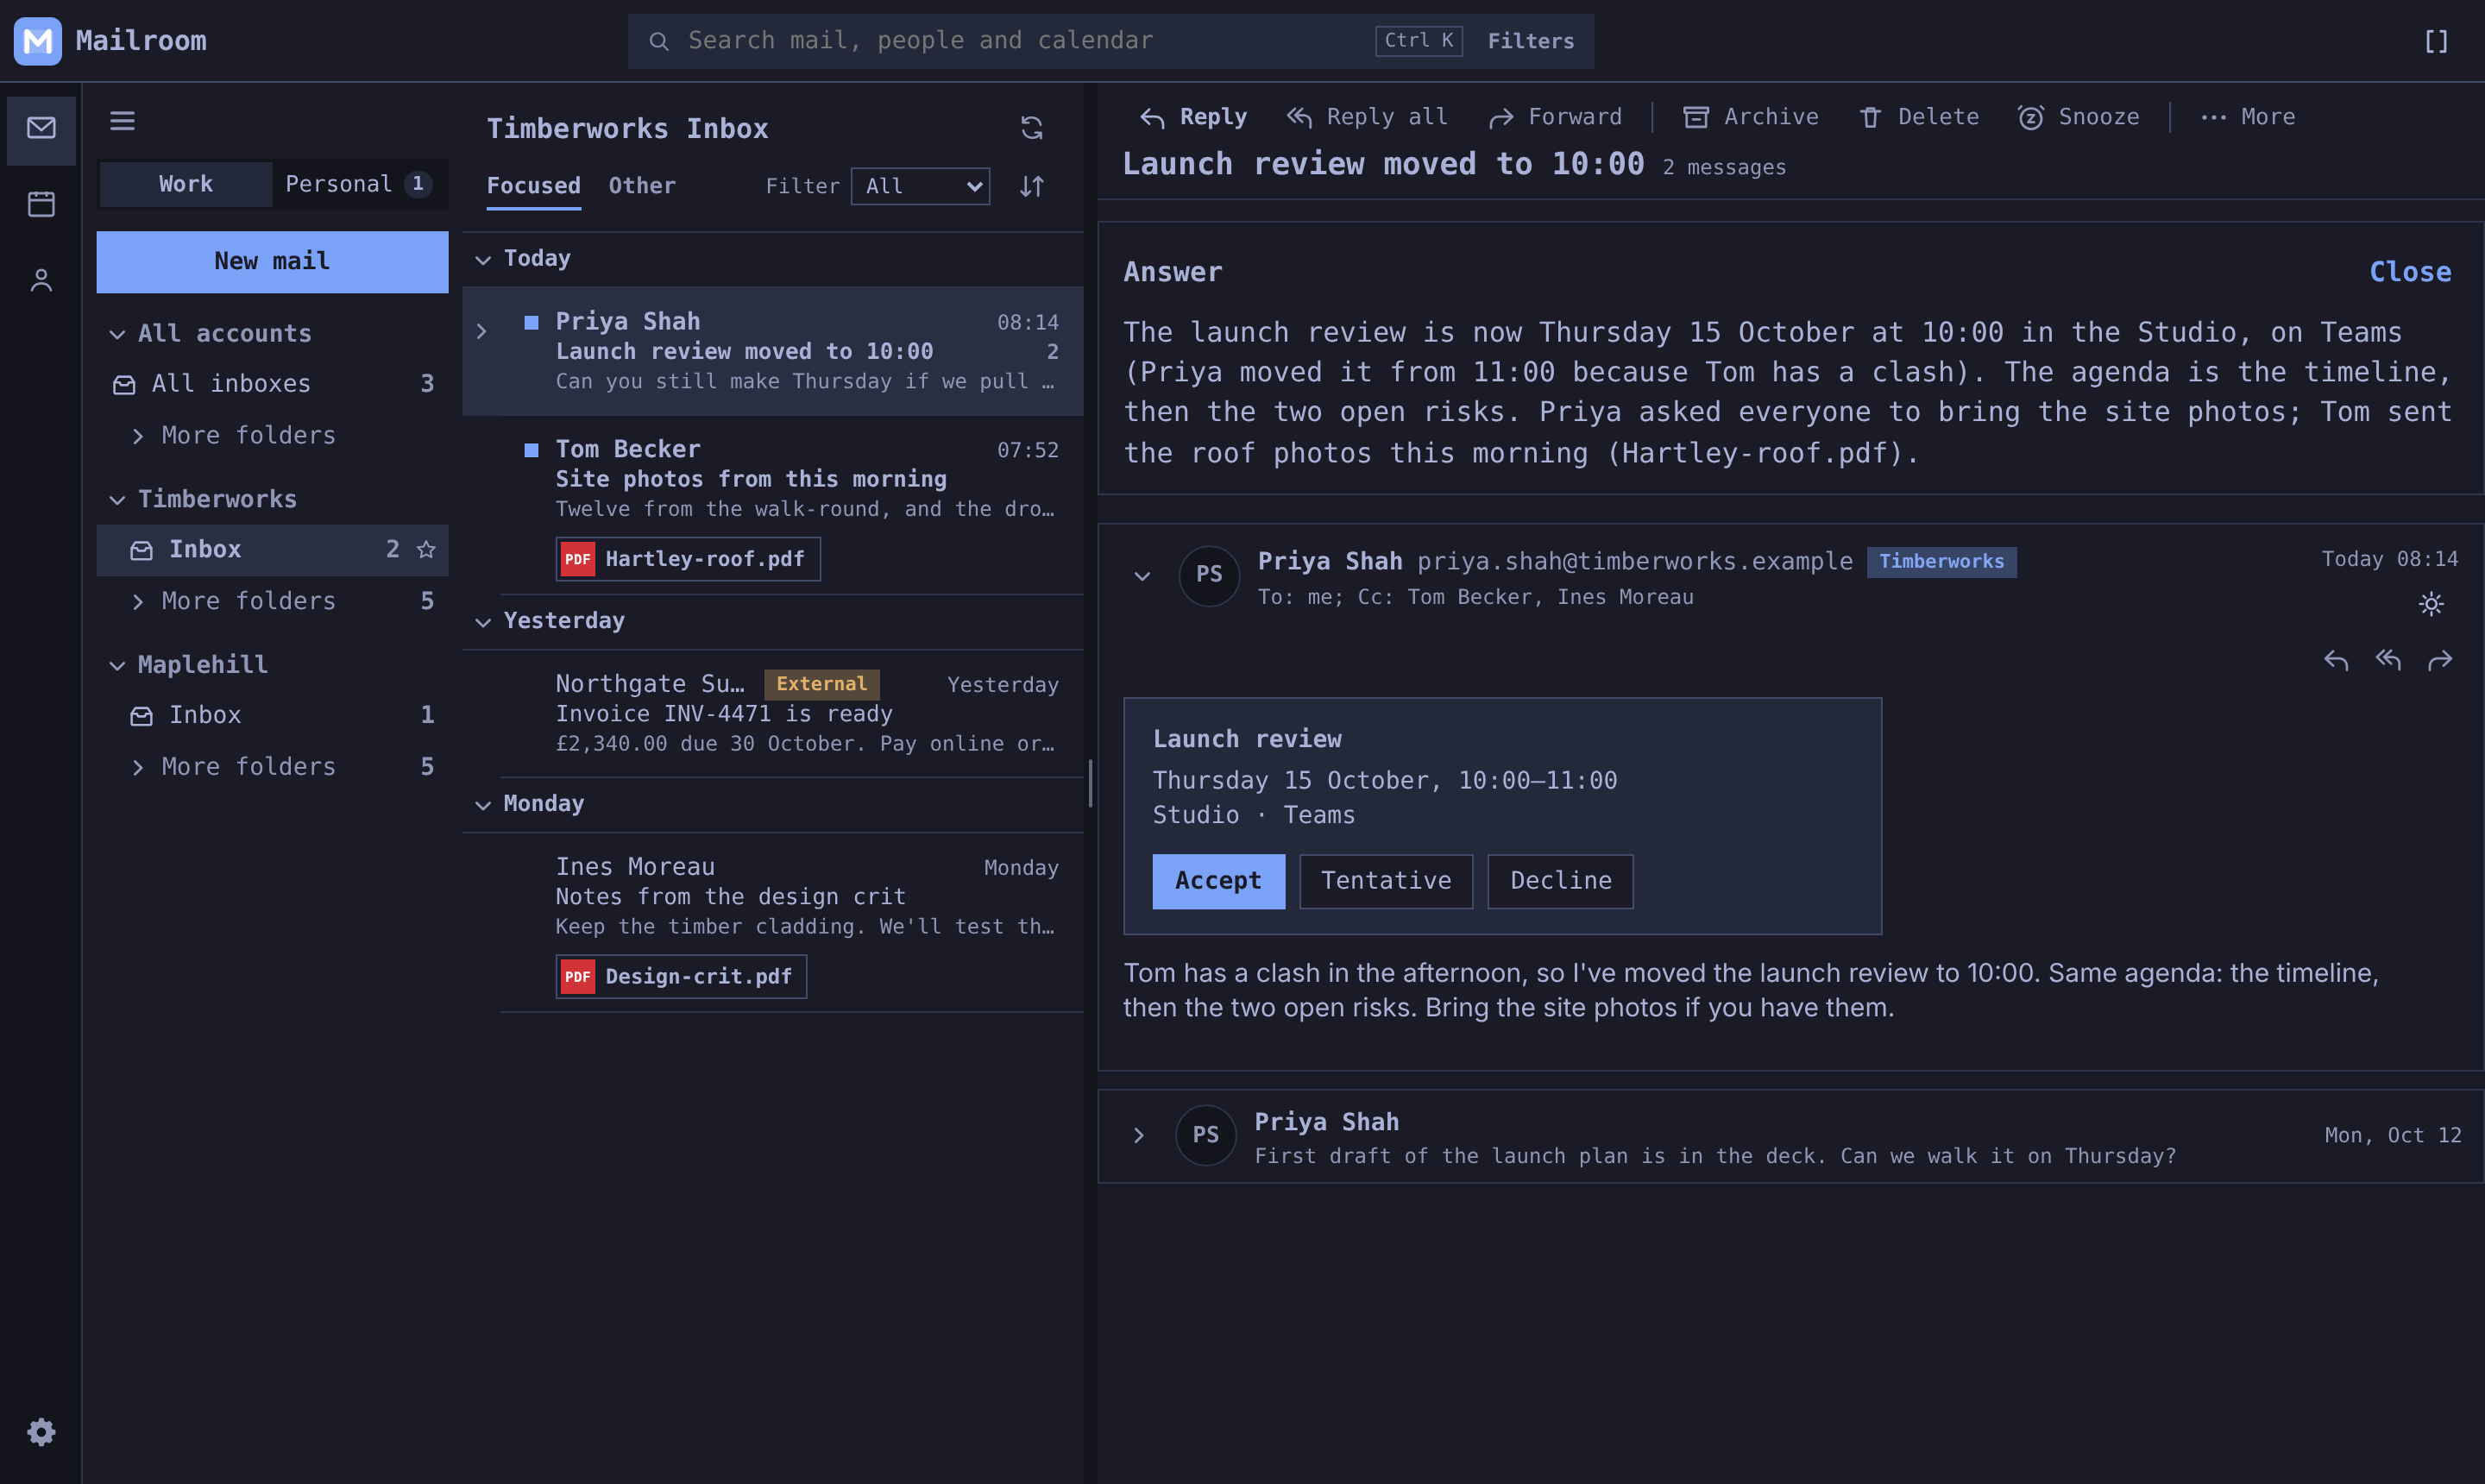 Mailroom
Search mail, people and calendar
Ctrl K
Filters
Work
Personal 1
New mail
All accounts
All inboxes 3
More folders
Timberworks
Inbox 2
More folders 5
Maplehill
Inbox 1
More folders 5
Timberworks Inbox
Focused Other Filter All
Today
Priya Shah 08:14
Launch review moved to 10:00 2
Can you still make Thursday if we pull …
Tom Becker 07:52
Site photos from this morning
Twelve from the walk-round, and the dro…
PDF Hartley-roof.pdf
Yesterday
Northgate Su… External Yesterday
Invoice INV-4471 is ready
£2,340.00 due 30 October. Pay online or…
Monday
Ines Moreau Monday
Notes from the design crit
Keep the timber cladding. We'll test th…
PDF Design-crit.pdf
Reply Reply all Forward Archive Delete Snooze More
Launch review moved to 10:00 2 messages
Answer Close
The launch review is now Thursday 15 October at 10:00 in the Studio, on Teams
(Priya moved it from 11:00 because Tom has a clash). The agenda is the timeline,
then the two open risks. Priya asked everyone to bring the site photos; Tom sent
the roof photos this morning (Hartley-roof.pdf).
PS Priya Shah priya.shah@timberworks.example Timberworks Today 08:14
To: me; Cc: Tom Becker, Ines Moreau
Launch review
Thursday 15 October, 10:00–11:00
Studio · Teams
Accept Tentative Decline
Tom has a clash in the afternoon, so I've moved the launch review to 10:00. Same agenda: the timeline,
then the two open risks. Bring the site photos if you have them.
PS Priya Shah Mon, Oct 12
First draft of the launch plan is in the deck. Can we walk it on Thursday?